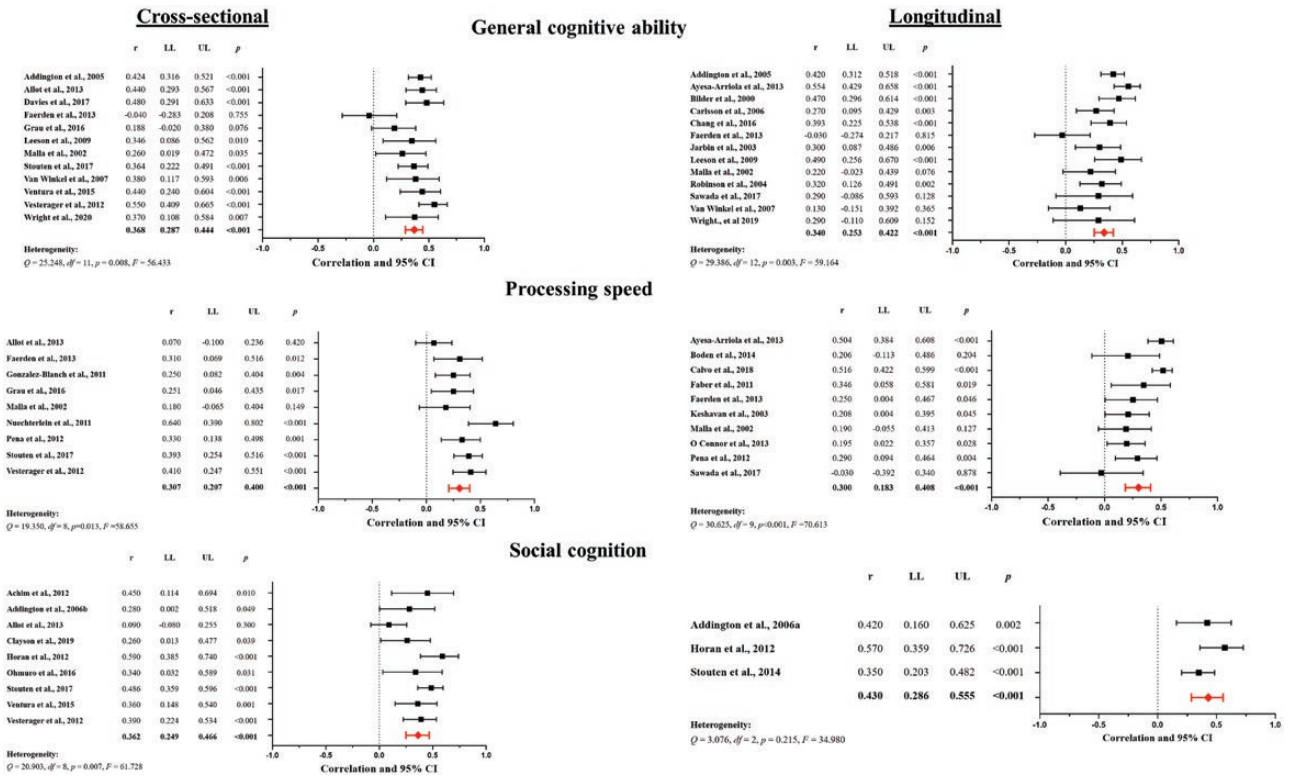 Cross-sectional
General cognitive ability
Longitudinal
r LL UL p
Addington et al., 2005 0.424 0.316 0.521 <0.001
Allot et al., 2013 0.440 0.293 0.567 <0.001
Davies et al., 2017 0.480 0.291 0.633 <0.001
Faerden et al., 2013 -0.040 -0.283 0.208 0.755
Grau et al., 2016 0.188 -0.020 0.380 0.076
Leeson et al., 2009 0.346 0.086 0.562 0.010
Malla et al., 2002 0.260 0.019 0.472 0.035
Stouten et al., 2017 0.364 0.222 0.491 <0.001
Van Winkel et al., 2007 0.380 0.117 0.593 0.006
Ventura et al., 2015 0.440 0.240 0.604 <0.001
Vesterager et al., 2012 0.550 0.409 0.665 <0.001
Wright et al., 2020 0.370 0.108 0.584 0.007
0.368 0.287 0.444 <0.001
-1.0 -0.5 0.0 0.5 1.0
Correlation and 95% CI
Heterogeneity:
Q = 25.248, df = 11, p = 0.008, I² = 56.433
r LL UL p
Addington et al., 2005 0.420 0.312 0.518 <0.001
Ayesa-Arriola et al., 2013 0.554 0.429 0.658 <0.001
Bilder et al., 2000 0.470 0.296 0.614 <0.001
Carlsson et al., 2006 0.270 0.095 0.429 0.003
Chang et al., 2016 0.393 0.225 0.538 <0.001
Faerden et al., 2013 -0.030 -0.274 0.217 0.815
Jarbin et al., 2003 0.300 0.087 0.486 0.006
Leeson et al., 2009 0.490 0.256 0.670 <0.001
Malla et al., 2002 0.220 -0.023 0.439 0.076
Robinson et al., 2004 0.320 0.126 0.491 0.002
Sawada et al., 2017 0.290 -0.086 0.593 0.128
Van Winkel et al., 2007 0.130 -0.151 0.392 0.365
Wright., et al 2019 0.290 -0.110 0.609 0.152
0.340 0.253 0.422 <0.001
-1.0 -0.5 0.0 0.5 1.0
Correlation and 95% CI
Heterogeneity:
Q = 29.386, df = 12, p = 0.003, I² = 59.164
Processing speed
r LL UL p
Allot et al., 2013 0.070 -0.100 0.236 0.420
Faerden et al., 2013 0.310 0.069 0.516 0.012
Gonzalez-Blanch et al., 2011 0.250 0.082 0.404 0.004
Grau et al., 2016 0.251 0.046 0.435 0.017
Malla et al., 2002 0.180 -0.065 0.404 0.149
Nuechterlein et al., 2011 0.640 0.390 0.802 <0.001
Pena et al., 2012 0.330 0.138 0.498 0.001
Stouten et al., 2017 0.393 0.254 0.516 <0.001
Vesterager et al., 2012 0.410 0.247 0.551 <0.001
0.307 0.207 0.400 <0.001
-1.0 -0.5 0.0 0.5 1.0
Correlation and 95% CI
Heterogeneity:
Q = 19.350, df = 8, p=0.013, I² =58.655
r LL UL p
Ayesa-Arriola et al., 2013 0.504 0.384 0.608 <0.001
Boden et al., 2014 0.206 -0.113 0.486 0.204
Calvo et al., 2018 0.516 0.422 0.599 <0.001
Faber et al., 2011 0.346 0.058 0.581 0.019
Faerden et al., 2013 0.250 0.004 0.467 0.046
Keshavan et al., 2003 0.208 0.004 0.395 0.045
Malla et al., 2002 0.190 -0.055 0.413 0.127
O Connor et al., 2013 0.195 0.022 0.357 0.028
Pena et al., 2012 0.290 0.094 0.464 0.004
Sawada et al., 2017 -0.030 -0.392 0.340 0.878
0.300 0.183 0.408 <0.001
-1.0 -0.5 0.0 0.5 1.0
Correlation and 95% CI
Heterogeneity:
Q = 30.625, df = 9, p<0.001, I² =70.613
Social cognition
r LL UL p
Achim et al., 2012 0.450 0.114 0.694 0.010
Addington et al., 2006b 0.280 0.002 0.518 0.049
Allot et al., 2013 0.090 -0.080 0.255 0.300
Clayson et al., 2019 0.260 0.013 0.477 0.039
Horan et al., 2012 0.590 0.385 0.740 <0.001
Ohmuro et al., 2016 0.340 0.032 0.589 0.031
Stouten et al., 2017 0.486 0.359 0.596 <0.001
Ventura et al., 2015 0.360 0.148 0.540 0.001
Vesterager et al., 2012 0.390 0.224 0.534 <0.001
0.362 0.249 0.466 <0.001
-1.0 -0.5 0.0 0.5 1.0
Correlation and 95% CI
Heterogeneity:
Q = 20.903, df = 8, p = 0.007, I² = 61.728
r LL UL p
Addington et al., 2006a 0.420 0.160 0.625 0.002
Horan et al., 2012 0.570 0.359 0.726 <0.001
Stouten et al., 2014 0.350 0.203 0.482 <0.001
0.430 0.286 0.555 <0.001
-1.0 -0.5 0.0 0.5 1.0
Correlation and 95% CI
Heterogeneity:
Q = 3.076, df = 2, p = 0.215, I² = 34.980